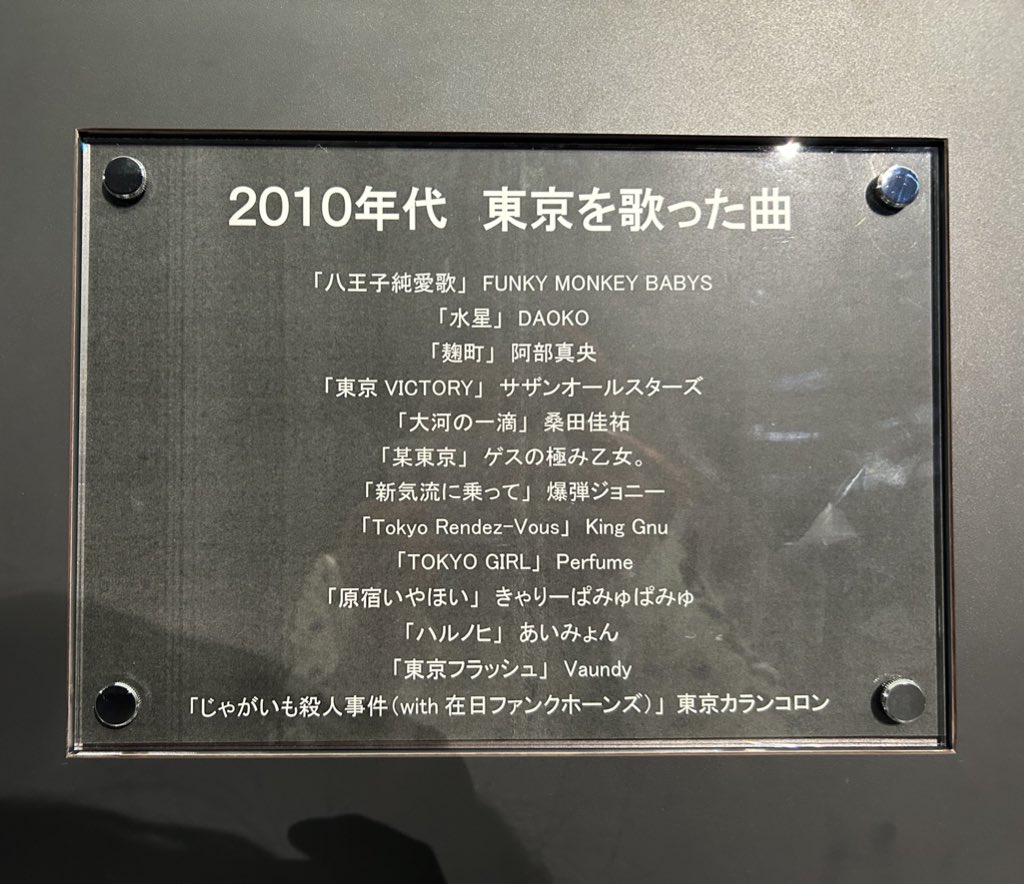 2010年代 東京を歌った曲
「八王子純愛歌」 FUNKY MONKEY BABYS
「水星」 DAOKO
「麹町」 阿部真央
「東京 VICTORY」 サザンオールスターズ
「大河の一滴」 桑田佳祐
「某東京」 ゲスの極み乙女。
「新気流に乗って」 爆弾ジョニー
「Tokyo Rendez-Vous」 King Gnu
「TOKYO GIRL」 Perfume
「原宿いやほい」 きゃりーぱみゅぱみゅ
「ハルノヒ」 あいみょん
「東京フラッシュ」 Vaundy
「じゃがいも殺人事件(with 在日ファンクホーンズ)」 東京カランコロン